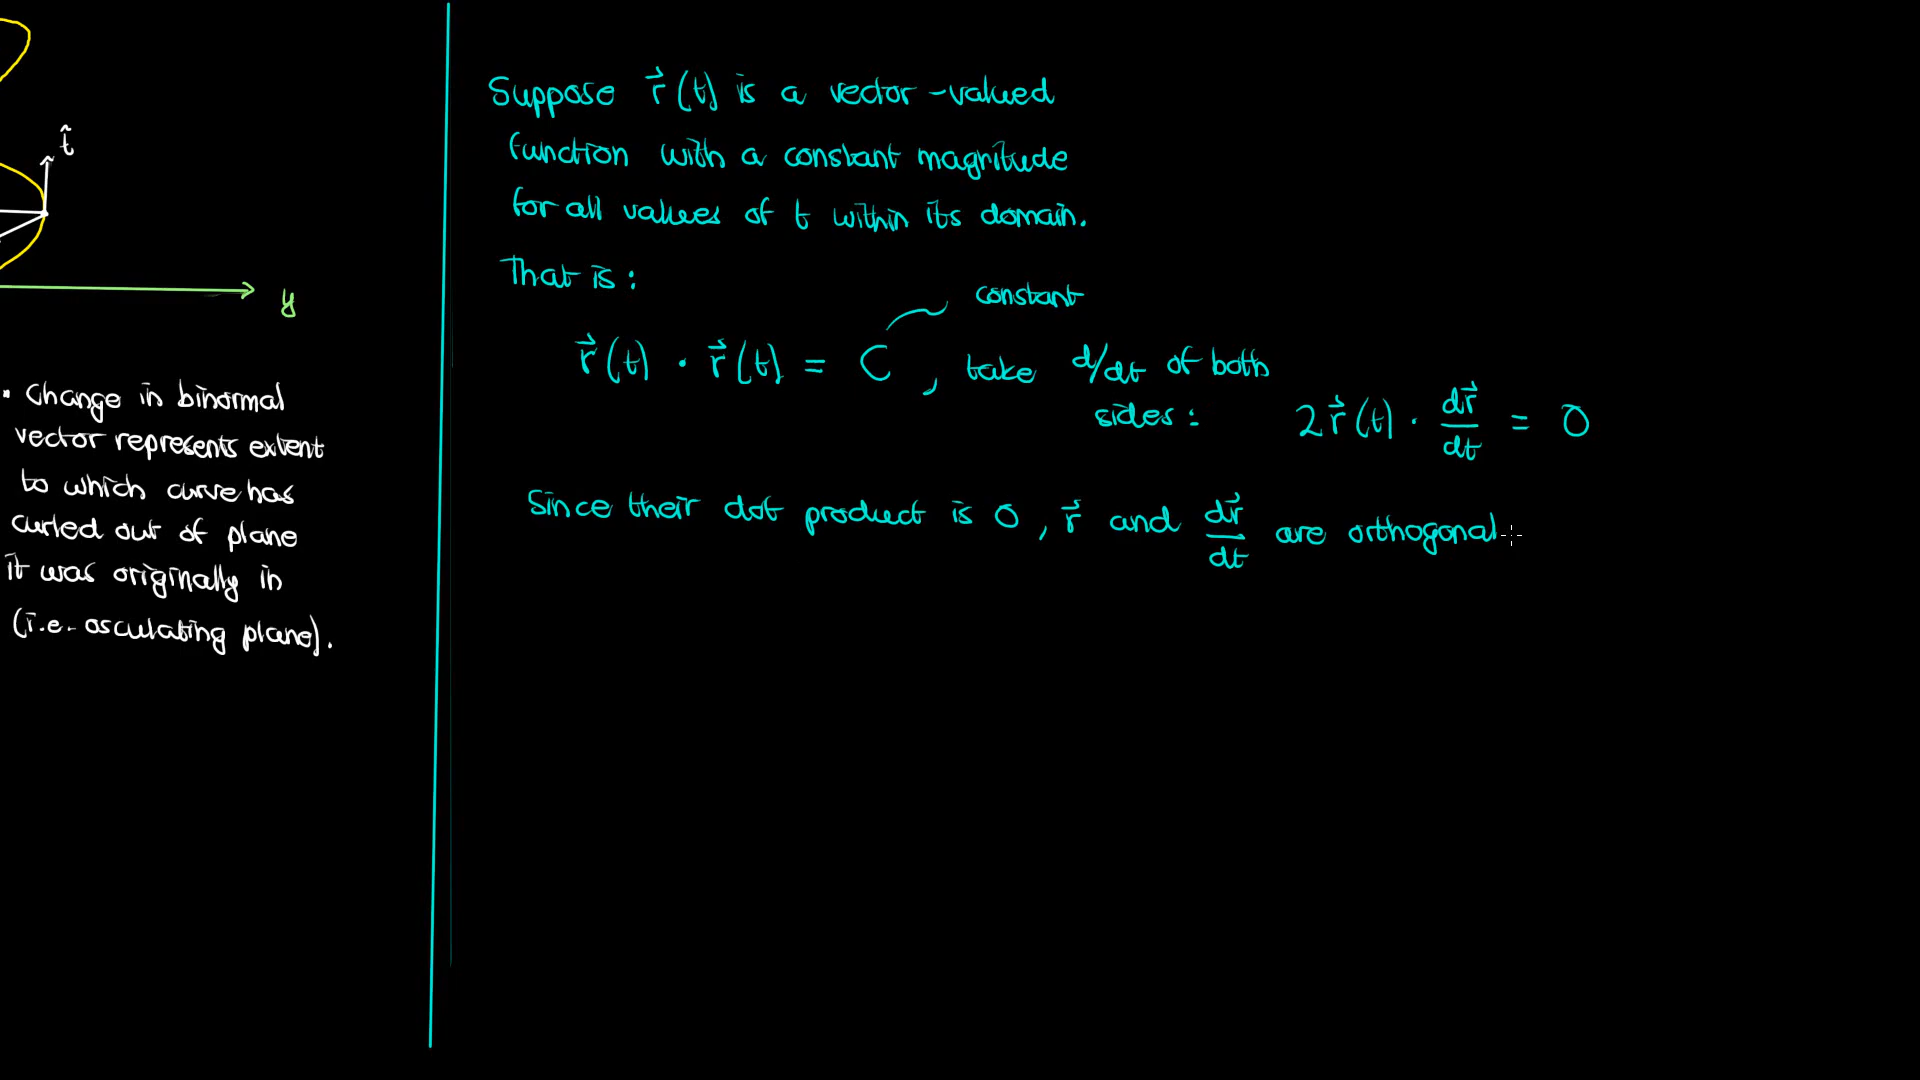 t̂
y
• Change in binormal
vector represents extent
to which curve has
curled out of plane
it was originally in
(i.e. osculating plane).
Suppose r⃗(t) is a vector-valued
function with a constant magnitude
for all values of t within its domain.
That is:
constant
r⃗(t) · r⃗(t) = C, take d/dt of both
sides: 2r⃗(t) · dr⃗/dt = 0
Since their dot product is 0, r⃗ and dr⃗/dt are orthogonal